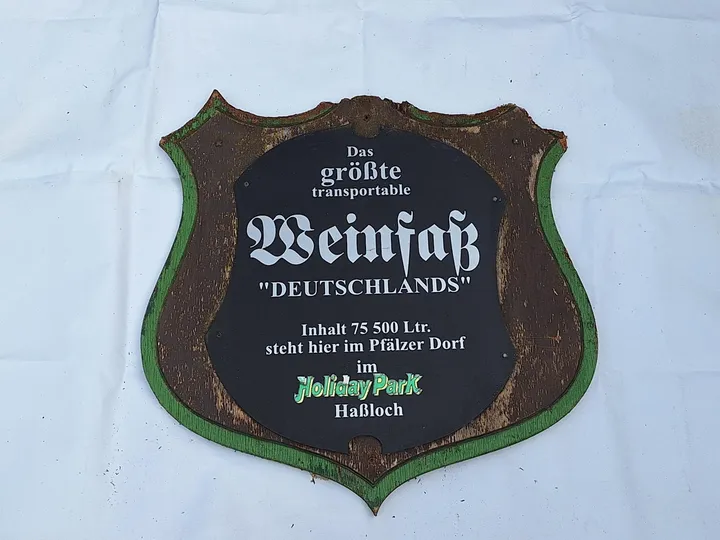 Das
größte
transportable
Weinfaß
"DEUTSCHLANDS"
Inhalt 75 500 Ltr.
steht hier im Pfälzer Dorf
im
Holiday Park
Haßloch